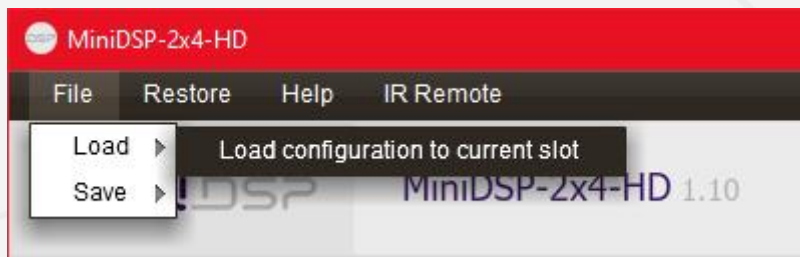 MiniDSP-2x4-HD
File Restore Help IR Remote
Load Load configuration to current slot
Save
DSP MiniDSP-2x4-HD 1.10